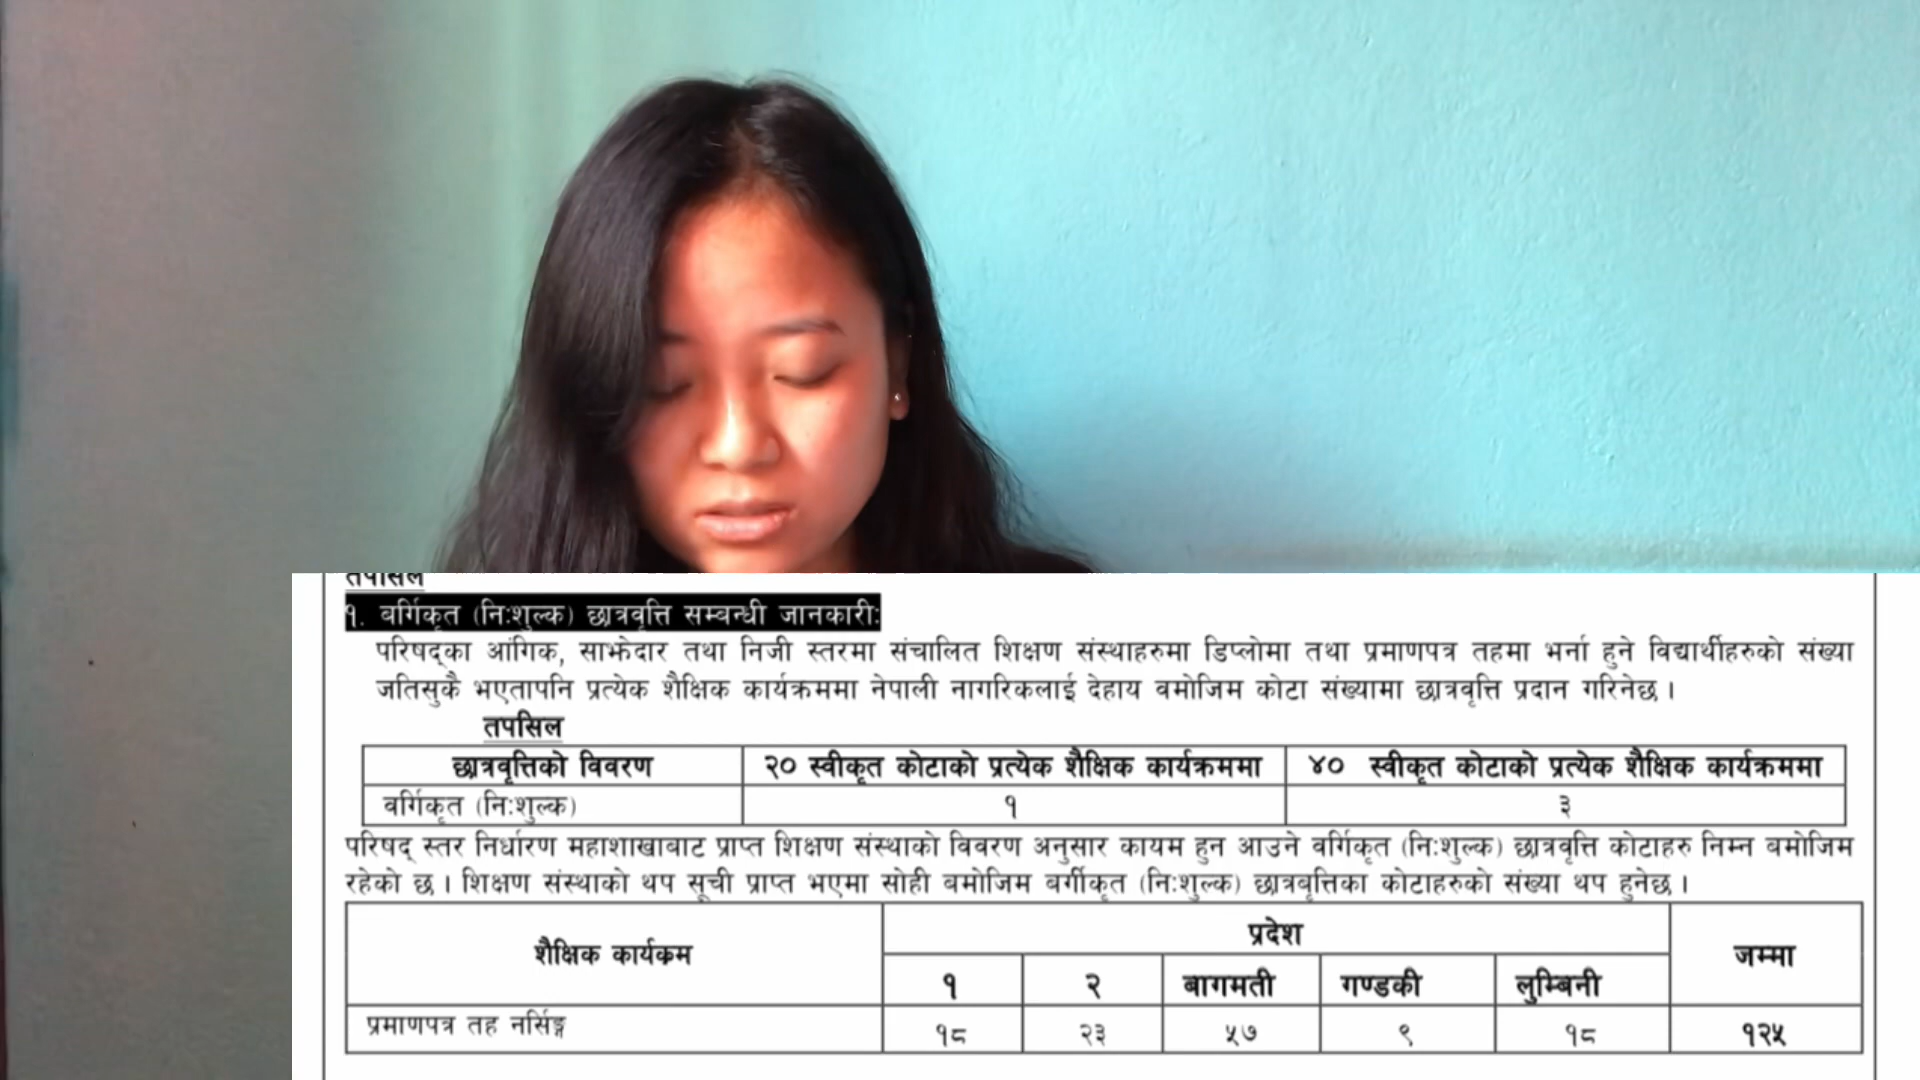 तपसिल
१. वर्गिकृत (नि:शुल्क) छात्रवृत्ति सम्बन्धी जानकारी:
परिषद्का आंगिक, साझेदार तथा निजी स्तरमा संचालित शिक्षण संस्थाहरुमा डिप्लोमा तथा प्रमाणपत्र तहमा भर्ना हुने विद्यार्थीहरुको संख्या
जतिसुकै भएतापनि प्रत्येक शैक्षिक कार्यक्रममा नेपाली नागरिकलाई देहाय वमोजिम कोटा संख्यामा छात्रवृत्ति प्रदान गरिनेछ।
तपसिल
छात्रवृत्तिको विवरण २० स्वीकृत कोटाको प्रत्येक शैक्षिक कार्यक्रममा ४० स्वीकृत कोटाको प्रत्येक शैक्षिक कार्यक्रममा
वर्गिकृत (नि:शुल्क) १ ३
परिषद् स्तर निर्धारण महाशाखाबाट प्राप्त शिक्षण संस्थाको विवरण अनुसार कायम हुन आउने वर्गिकृत (नि:शुल्क) छात्रवृत्ति कोटाहरु निम्न बमोजिम
रहेको छ। शिक्षण संस्थाको थप सूची प्राप्त भएमा सोही बमोजिम बर्गीकृत (नि:शुल्क) छात्रबृत्तिका कोटाहरुको संख्या थप हुनेछ।
शैक्षिक कार्यक्रम प्रदेश जम्मा
१ २ बागमती गण्डकी लुम्बिनी
प्रमाणपत्र तह नर्सिङ्ग १८ २३ ५७ ९ १८ १२५